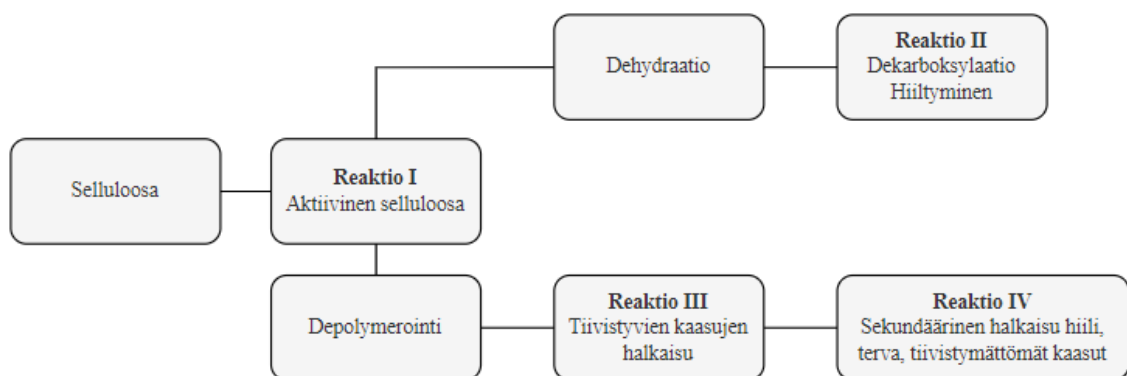 Dehydraatio
Reaktio II
Dekarboksylaatio
Hiiltyminen
Selluloosa
Reaktio I
Aktiivinen selluloosa
Depolymerointi
Reaktio III
Tiivistyvien kaasujen
halkaisu
Reaktio IV
Sekundäärinen halkaisu hiili,
terva, tiivistymättömät kaasut